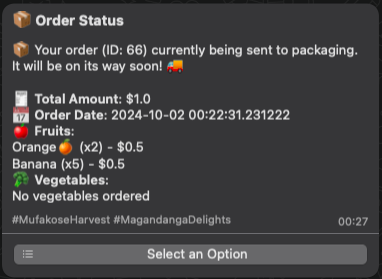 📦 Order Status
📦 Your order (ID: 66) currently being sent to packaging.
It will be on its way soon! 🚚
🧾 Total Amount: $1.0
📅 Order Date: 2024-10-02 00:22:31.231222
🍎 Fruits:
Orange🍊 (x2) - $0.5
Banana (x5) - $0.5
🥦 Vegetables:
No vegetables ordered
#MufakoseHarvest #MagandangaDelights
00:27
Select an Option